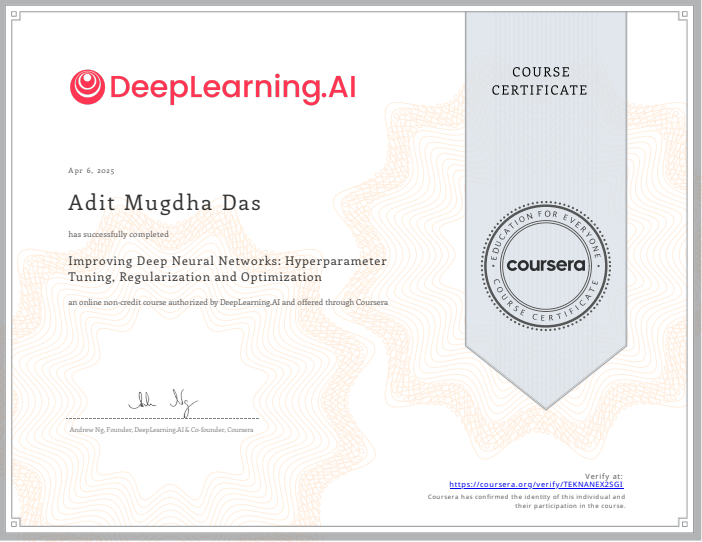 DeepLearning.AI
COURSE
CERTIFICATE
Apr 6, 2025
Adit Mugdha Das
has successfully completed
Improving Deep Neural Networks: Hyperparameter
Tuning, Regularization and Optimization
an online non-credit course authorized by DeepLearning.AI and offered through Coursera
EDUCATION FOR EVERYONE
coursera
COURSE CERTIFICATE
Andrew Ng, Founder, DeepLearning.AI & Co-founder, Coursera
Verify at:
https://coursera.org/verify/TEKNANEX2SGI
Coursera has confirmed the identity of this individual and
their participation in the course.